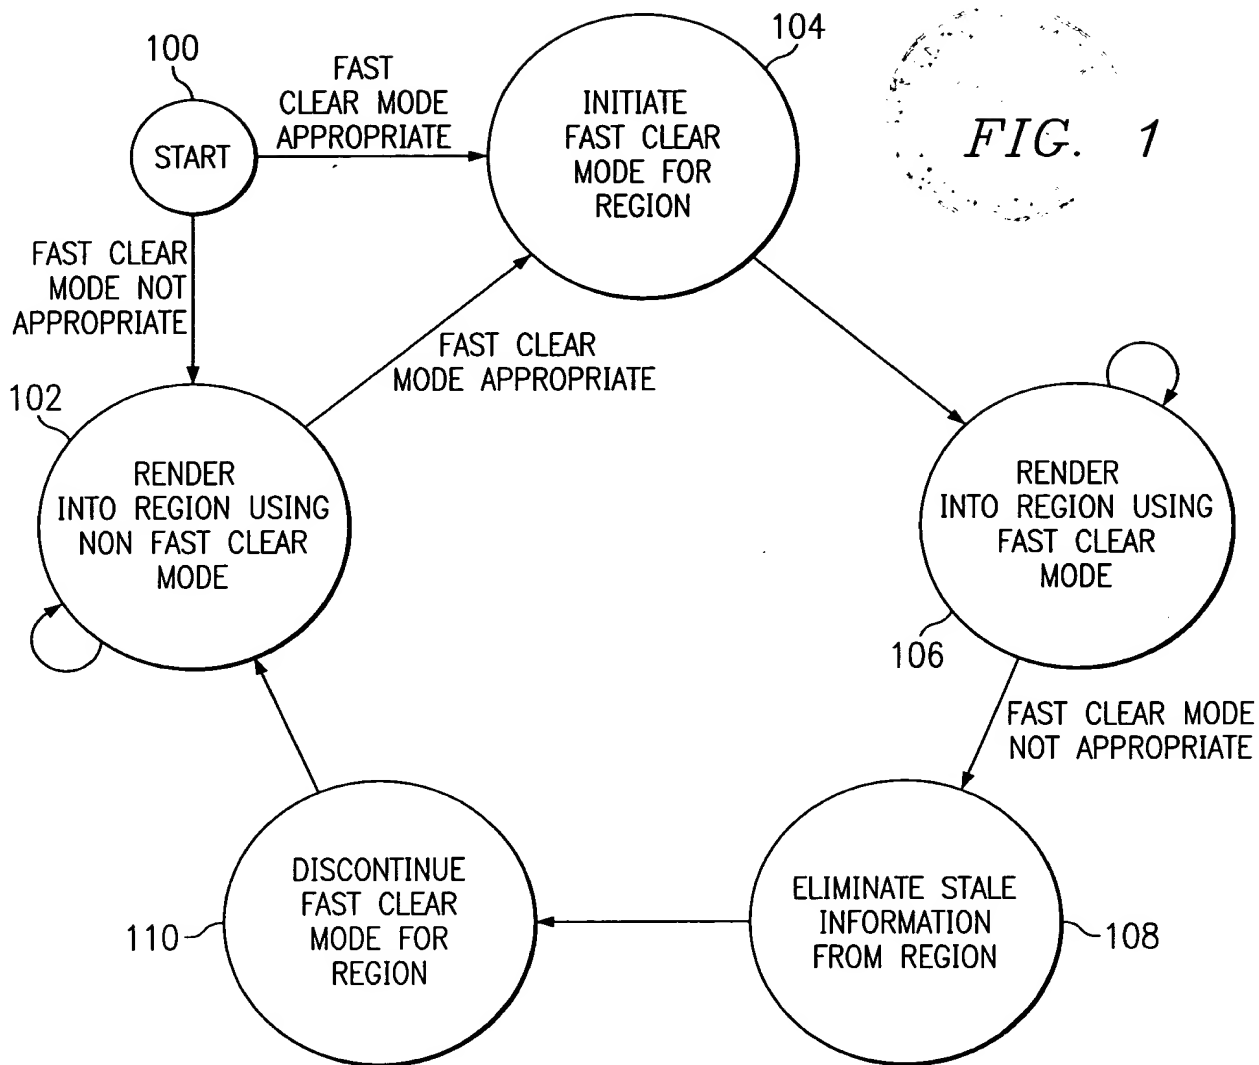 100
START
FAST
CLEAR MODE
APPROPRIATE
104
INITIATE
FAST CLEAR
MODE FOR
REGION
FIG. 1
FAST CLEAR
MODE NOT
APPROPRIATE
FAST CLEAR
MODE APPROPRIATE
102
RENDER
INTO REGION USING
NON FAST CLEAR
MODE
RENDER
INTO REGION USING
FAST CLEAR
MODE
106
FAST CLEAR MODE
NOT APPROPRIATE
DISCONTINUE
FAST CLEAR
MODE FOR
REGION
110
ELIMINATE STALE
INFORMATION
FROM REGION
108